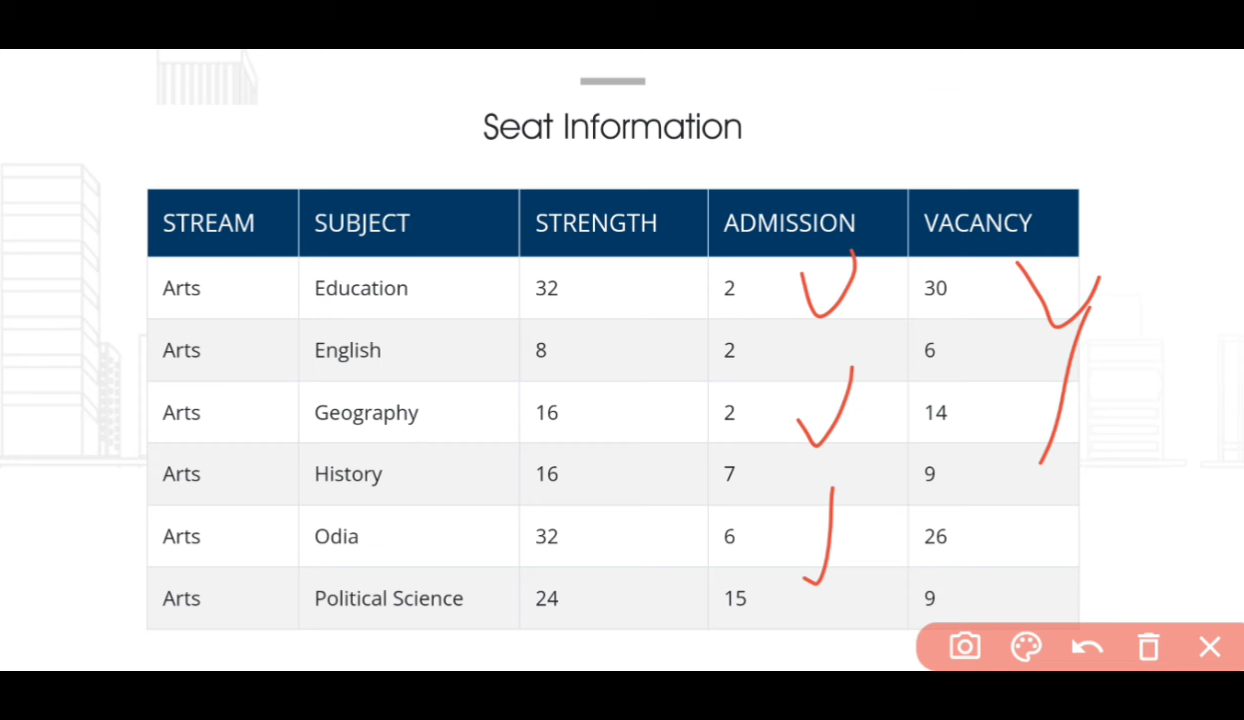 Seat Information
STREAM SUBJECT STRENGTH ADMISSION VACANCY
Arts Education 32 2 30
Arts English 8 2 6
Arts Geography 16 2 14
Arts History 16 7 9
Arts Odia 32 6 26
Arts Political Science 24 15 9